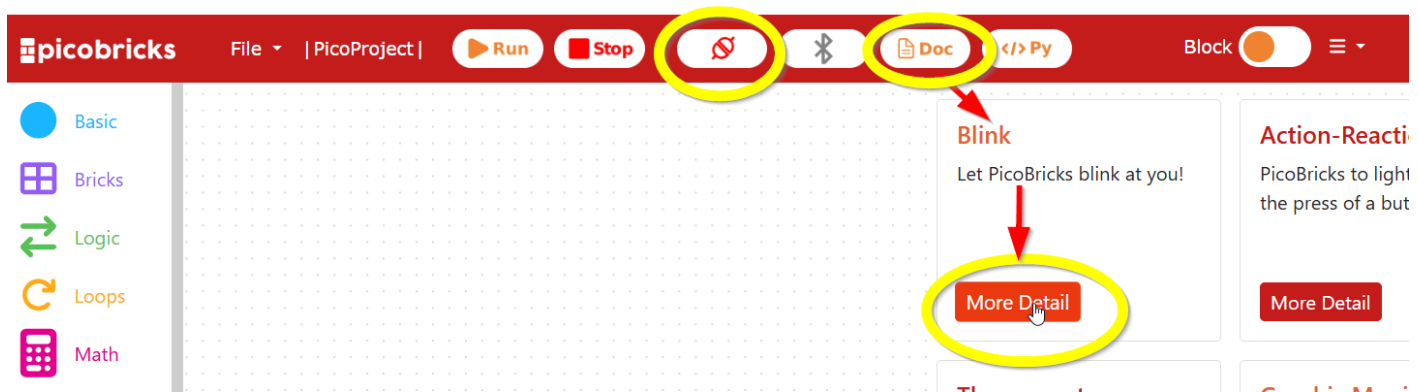 picobricks File |PicoProject| Run Stop Doc </> Py Block
Basic
Bricks
Logic
Loops
Math
Blink
Let PicoBricks blink at you!
More Detail
Action-Reacti
PicoBricks to light
the press of a but
More Detail